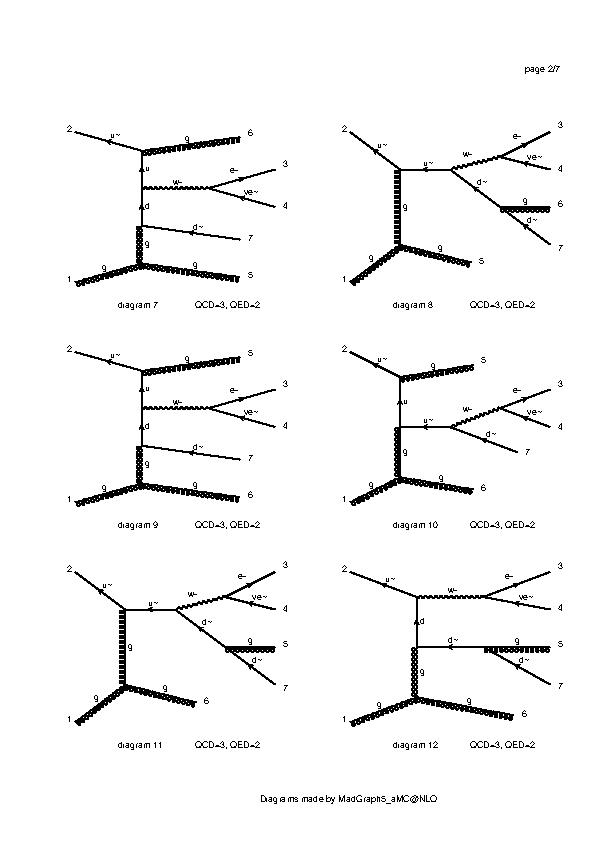 page 2/7
2 u~ g 6
u e- 3
w- ve~ 4
d d~ 7
g
1 g g 5
diagram 7 QCD=3, QED=2
2 u~ e- 3
u~ w- ve~ 4
d~ g 6
g d~ 7
1 g g 5
diagram 8 QCD=3, QED=2
2 u~ g 5
u e- 3
w- ve~ 4
d d~ 7
g
1 g g 6
diagram 9 QCD=3, QED=2
2 u~ g 5
u e- 3
w- ve~ 4
u~ d~ 7
g
1 g g 6
diagram 10 QCD=3, QED=2
2 u~ e- 3
u~ w- ve~ 4
d~ g 5
g d~ 7
1 g g 6
diagram 11 QCD=3, QED=2
2 u~ w- e- 3
ve~ 4
d d~ g 5
g d~ 7
1 g g 6
diagram 12 QCD=3, QED=2
Diagrams made by MadGraph5_aMC@NLO